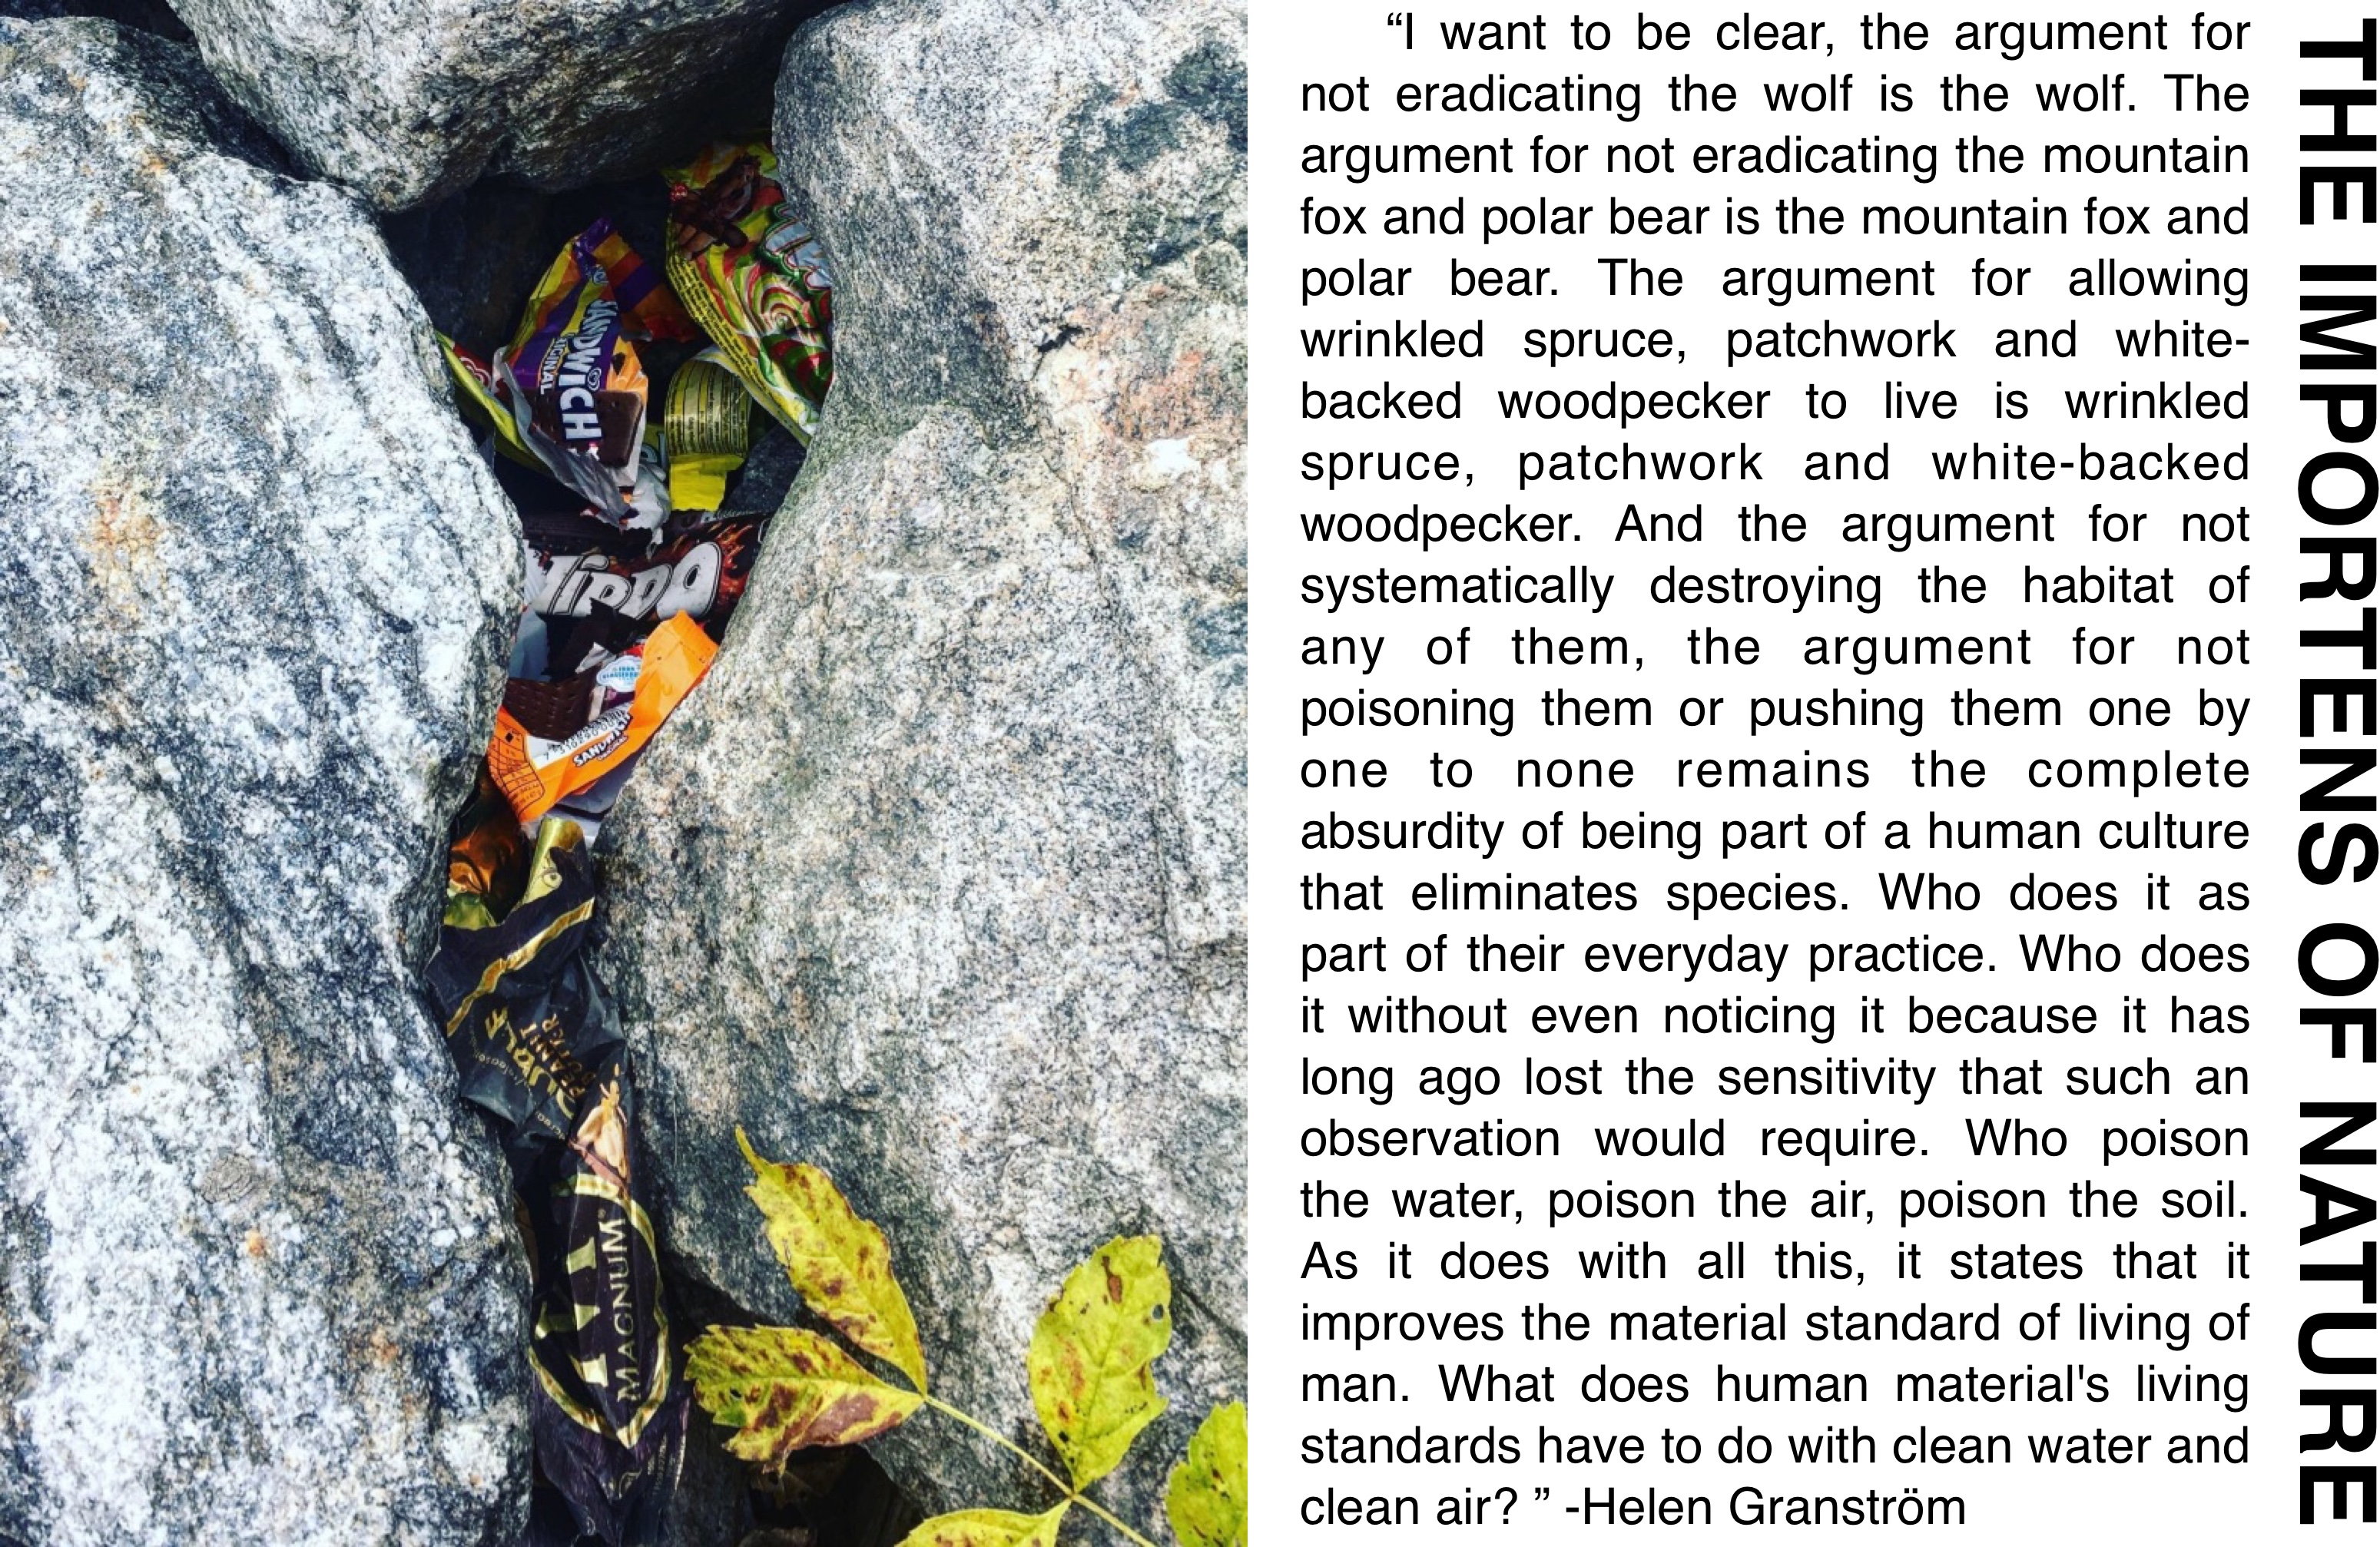 SANDWICH
ORIGINAL
SANDWICH
PEANUT
BUTTER
MAGNUM
“I want to be clear, the argument for
not eradicating the wolf is the wolf. The
argument for not eradicating the mountain
fox and polar bear is the mountain fox and
polar bear. The argument for allowing
wrinkled spruce, patchwork and white-
backed woodpecker to live is wrinkled
spruce, patchwork and white-backed
woodpecker. And the argument for not
systematically destroying the habitat of
any of them, the argument for not
poisoning them or pushing them one by
one to none remains the complete
absurdity of being part of a human culture
that eliminates species. Who does it as
part of their everyday practice. Who does
it without even noticing it because it has
long ago lost the sensitivity that such an
observation would require. Who poison
the water, poison the air, poison the soil.
As it does with all this, it states that it
improves the material standard of living of
man. What does human material's living
standards have to do with clean water and
clean air? ” -Helen Granström
THE IMPORTENS OF NATURE